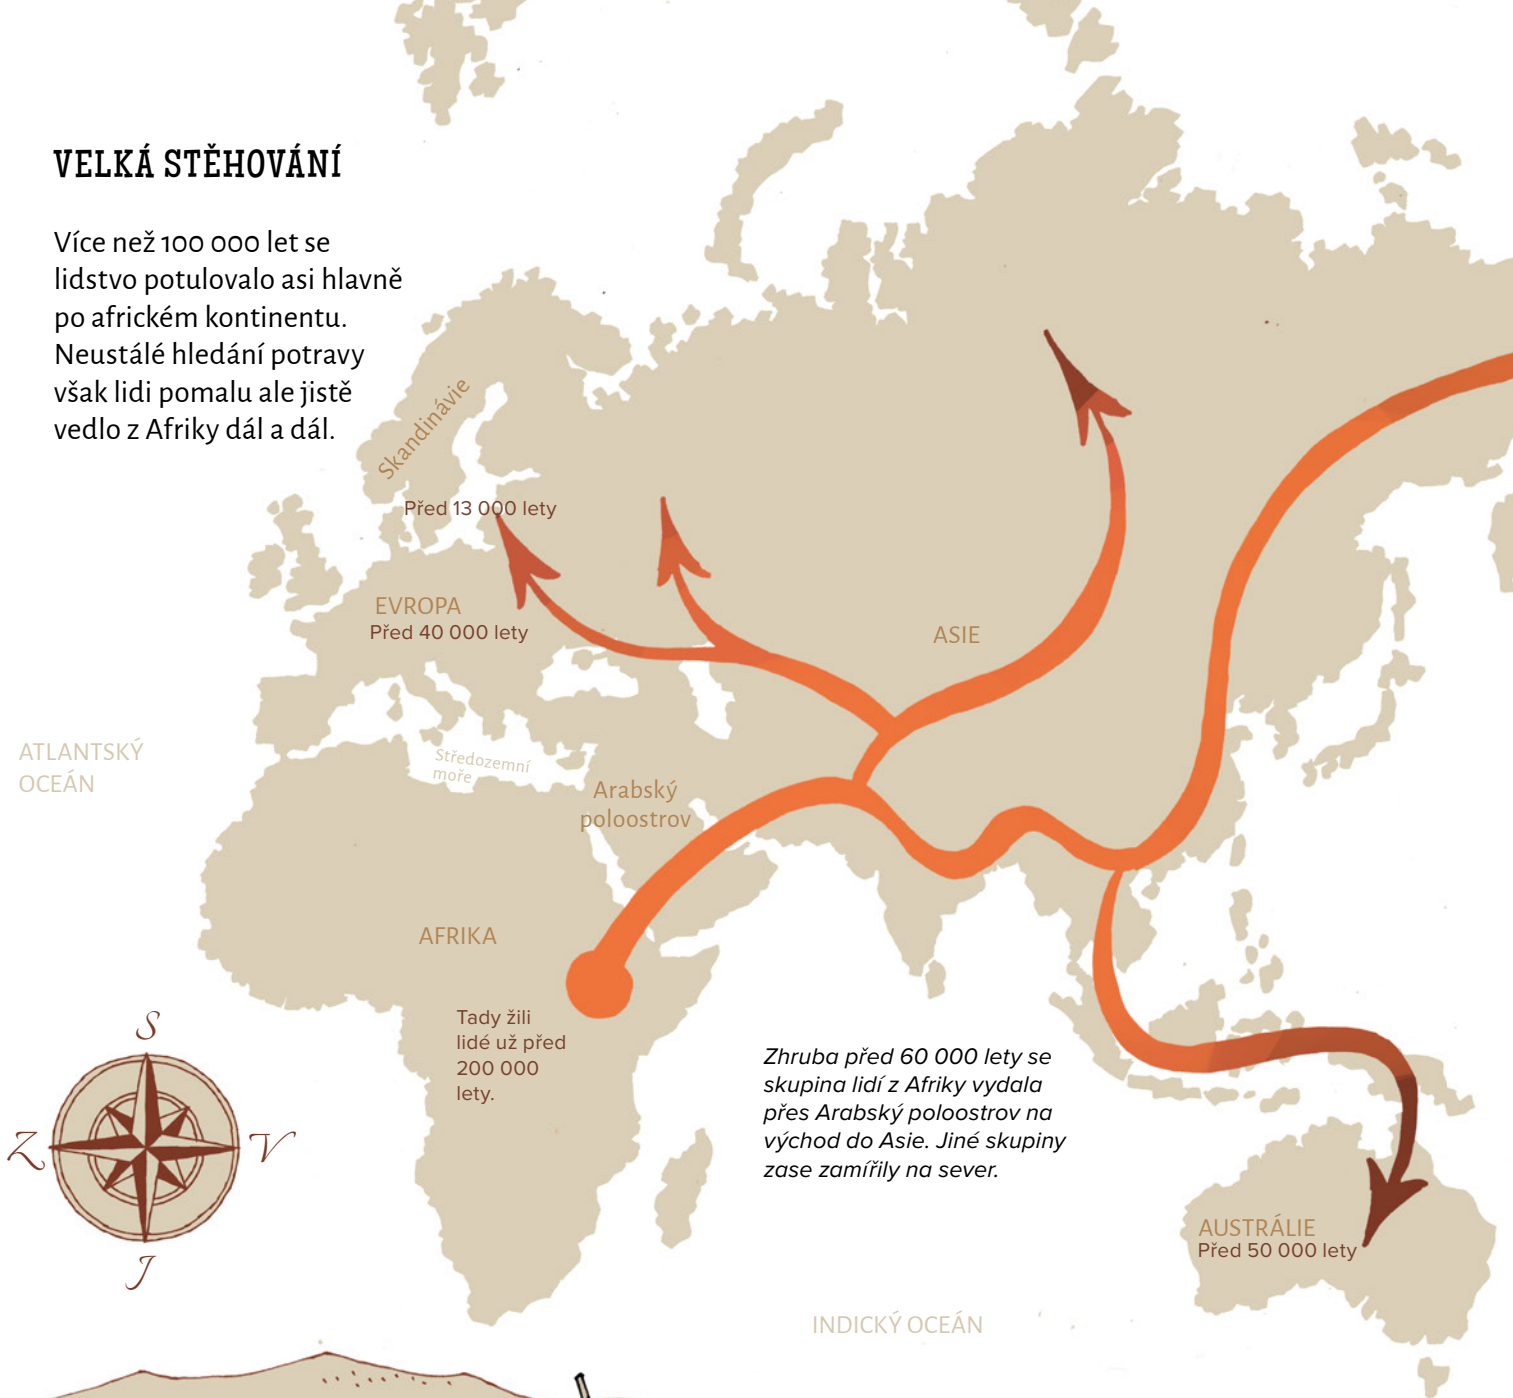 VELKÁ STĚHOVÁNÍ
Více než 100 000 let se
lidstvo potulovalo asi hlavně
po africkém kontinentu.
Neustálé hledání potravy
však lidi pomalu ale jistě
vedlo z Afriky dál a dál.
Skandinávie
Před 13 000 lety
EVROPA
Před 40 000 lety
ASIE
ATLANTSKÝ
OCEÁN
Středozemní
moře
Arabský
poloostrov
AFRIKA
Tady žili
lidé už před
200 000
lety.
Zhruba před 60 000 lety se
skupina lidí z Afriky vydala
přes Arabský poloostrov na
východ do Asie. Jiné skupiny
zase zamířily na sever.
S
Z
V
J
AUSTRÁLIE
Před 50 000 lety
INDICKÝ OCEÁN